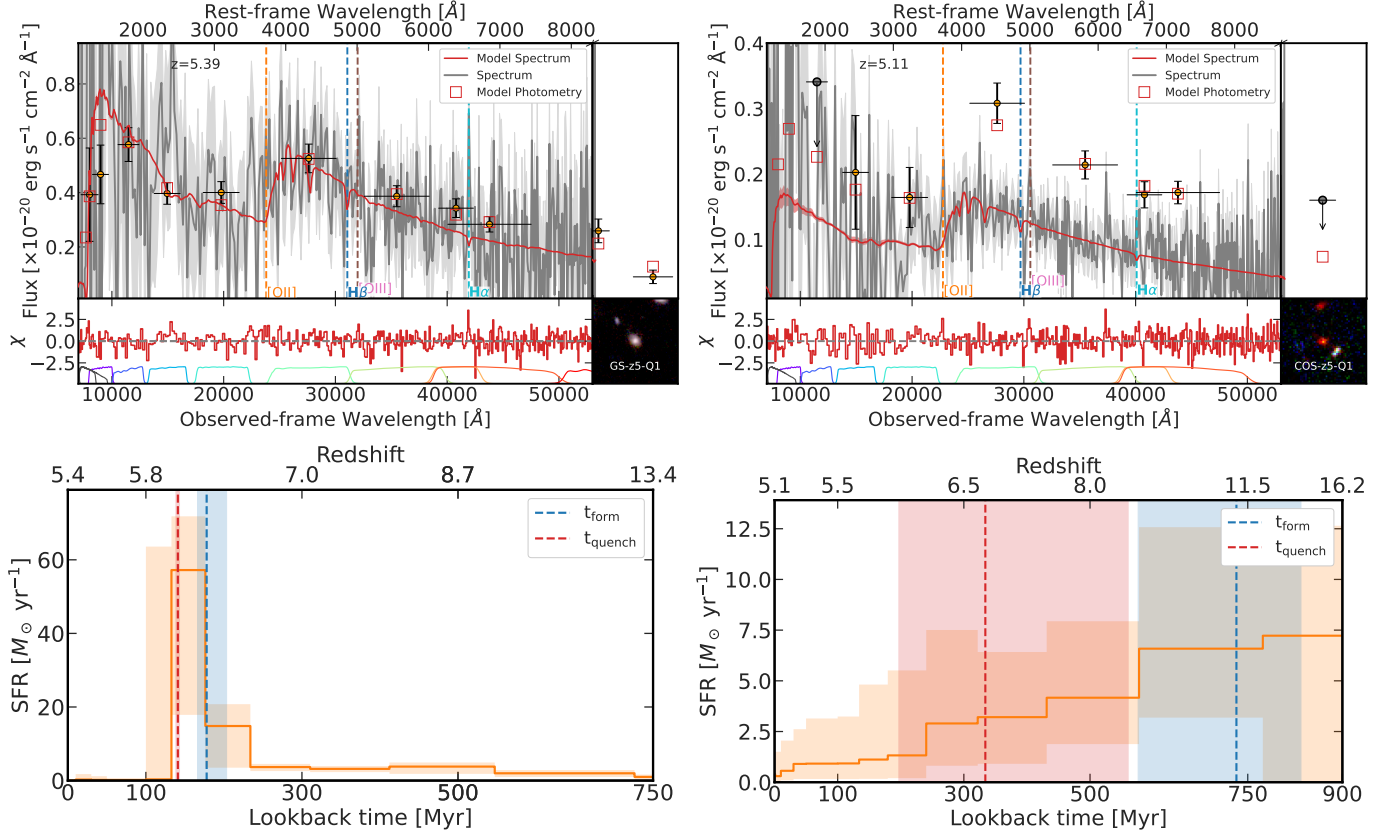 Rest-frame Wavelength [Å]
2000 3000 4000 5000 6000 7000 8000
Flux [×10⁻²⁰ erg s⁻¹ cm⁻² Å⁻¹]
0.8
0.6
0.4
0.2
z=5.39
Model Spectrum
Spectrum
Model Photometry
[OII]
Hβ
[OIII]
Hα
χ
2.5
0.0
−2.5
GS-z5-Q1
10000 20000 30000 40000 50000
Observed-frame Wavelength [Å]
Rest-frame Wavelength [Å]
2000 3000 4000 5000 6000 7000 8000
Flux [×10⁻²⁰ erg s⁻¹ cm⁻² Å⁻¹]
0.4
0.3
0.2
0.1
z=5.11
Model Spectrum
Spectrum
Model Photometry
[OII]
Hβ
[OIII]
Hα
χ
2.5
0.0
−2.5
COS-z5-Q1
10000 20000 30000 40000 50000
Observed-frame Wavelength [Å]
Redshift
5.4 5.8 7.0 8.7 13.4
SFR [M⊙ yr⁻¹]
60
40
20
0
t_form
t_quench
0 100 300 500 750
Lookback time [Myr]
Redshift
5.1 5.5 6.5 8.0 11.5 16.2
SFR [M⊙ yr⁻¹]
12.5
10.0
7.5
5.0
2.5
0.0
t_form
t_quench
0 100 300 500 750 900
Lookback time [Myr]